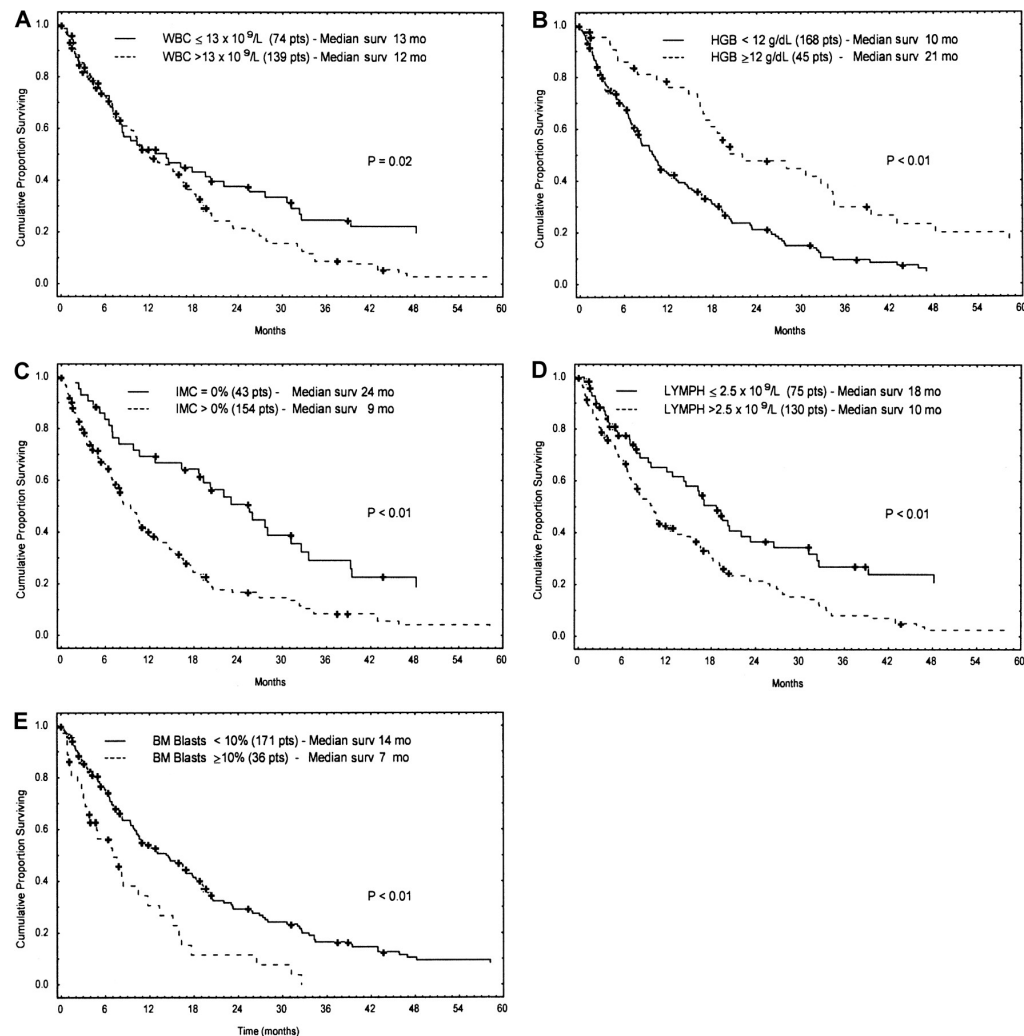 A
WBC ≤ 13 x 10⁹/L (74 pts) - Median surv 13 mo
WBC >13 x 10⁹/L (139 pts) - Median surv 12 mo
P = 0.02
Cumulative Proportion Surviving
1.0
0.8
0.6
0.4
0.2
0.0
0 6 12 18 24 30 36 42 48 54 60
Months
B
HGB < 12 g/dL (168 pts) - Median surv 10 mo
HGB ≥12 g/dL (45 pts) - Median surv 21 mo
P < 0.01
Cumulative Proportion Surviving
1.0
0.8
0.6
0.4
0.2
0.0
0 6 12 18 24 30 36 42 48 54 60
Months
C
IMC = 0% (43 pts) - Median surv 24 mo
IMC > 0% (154 pts) - Median surv 9 mo
P < 0.01
Cumulative Proportion Surviving
1.0
0.8
0.6
0.4
0.2
0.0
0 6 12 18 24 30 36 42 48 54 60
Months
D
LYMPH ≤ 2.5 x 10⁹/L (75 pts) - Median surv 18 mo
LYMPH >2.5 x 10⁹/L (130 pts) - Median surv 10 mo
P < 0.01
Cumulative Proportion Surviving
1.0
0.8
0.6
0.4
0.2
0.0
0 6 12 18 24 30 36 42 48 54 60
Months
E
BM Blasts < 10% (171 pts) - Median surv 14 mo
BM Blasts ≥10% (36 pts) - Median surv 7 mo
P < 0.01
Cumulative Proportion Surviving
1.0
0.8
0.6
0.4
0.2
0.0
0 6 12 18 24 30 36 42 48 54 60
Time (months)